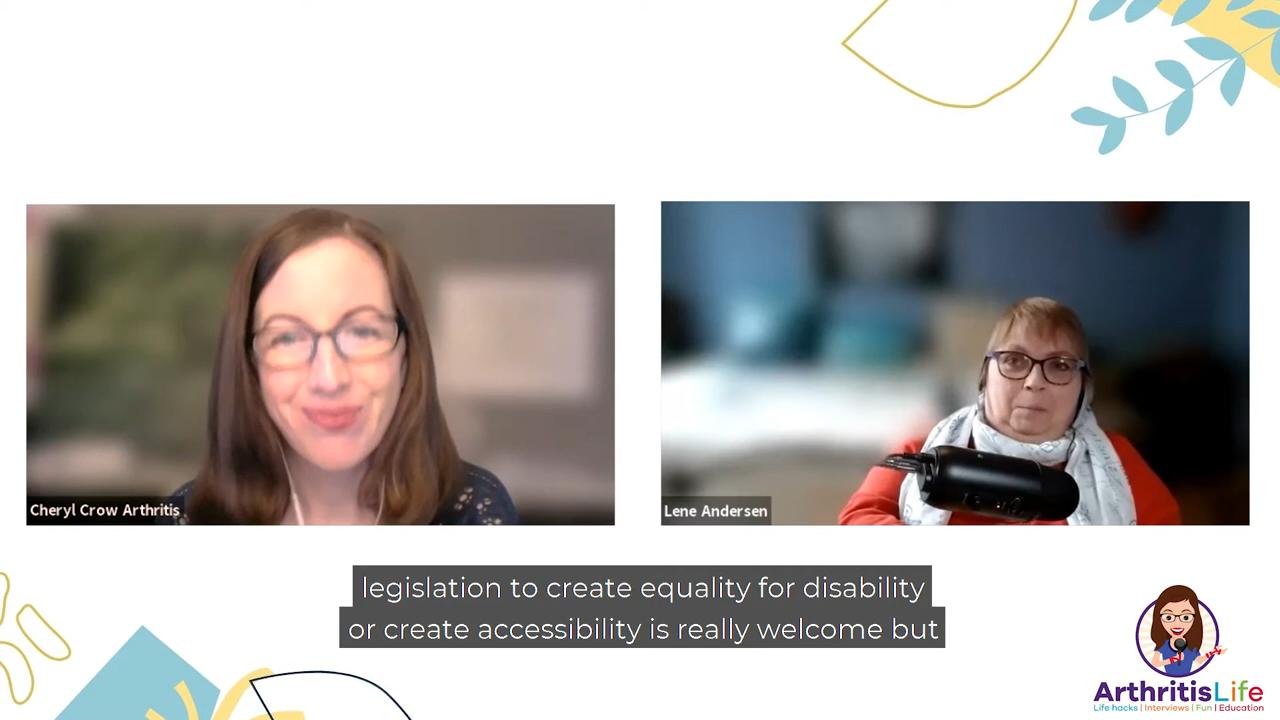 Cheryl Crow Arthritis
Lene Andersen
legislation to create equality for disability
or create accessibility is really welcome but
ArthritisLife
Life hacks | Interviews | Fun | Education